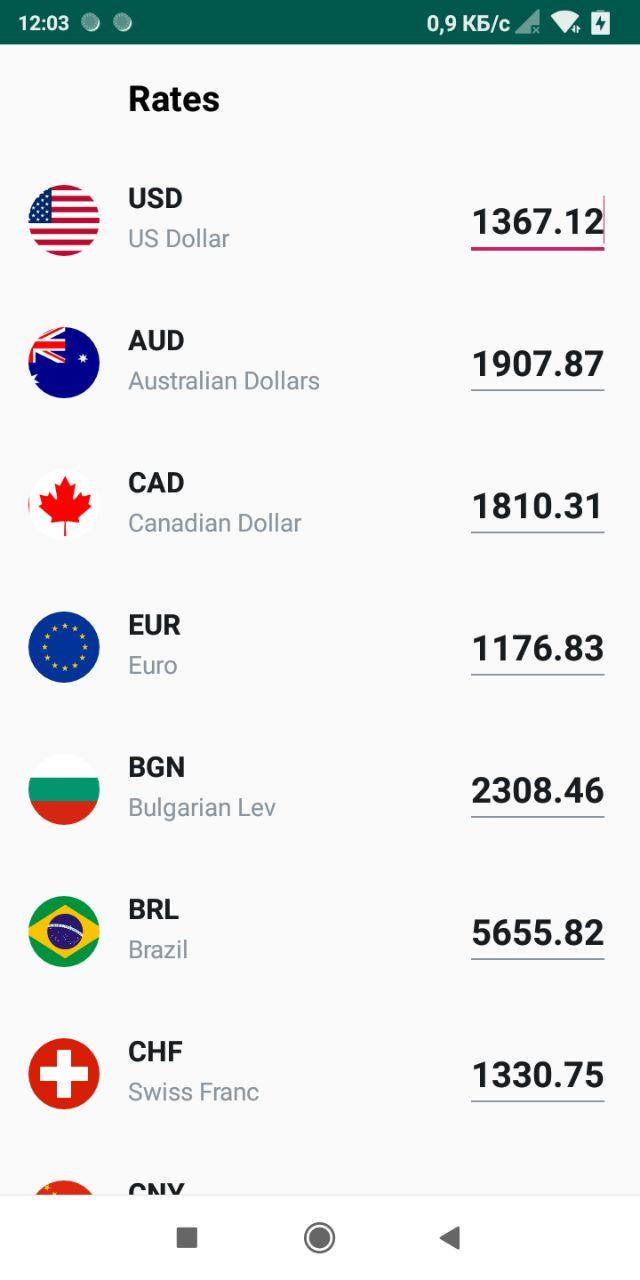 12:03 0,9 КБ/с
Rates
USD
US Dollar
1367.12
AUD
Australian Dollars
1907.87
CAD
Canadian Dollar
1810.31
EUR
Euro
1176.83
BGN
Bulgarian Lev
2308.46
BRL
Brazil
5655.82
CHF
Swiss Franc
1330.75
CNY